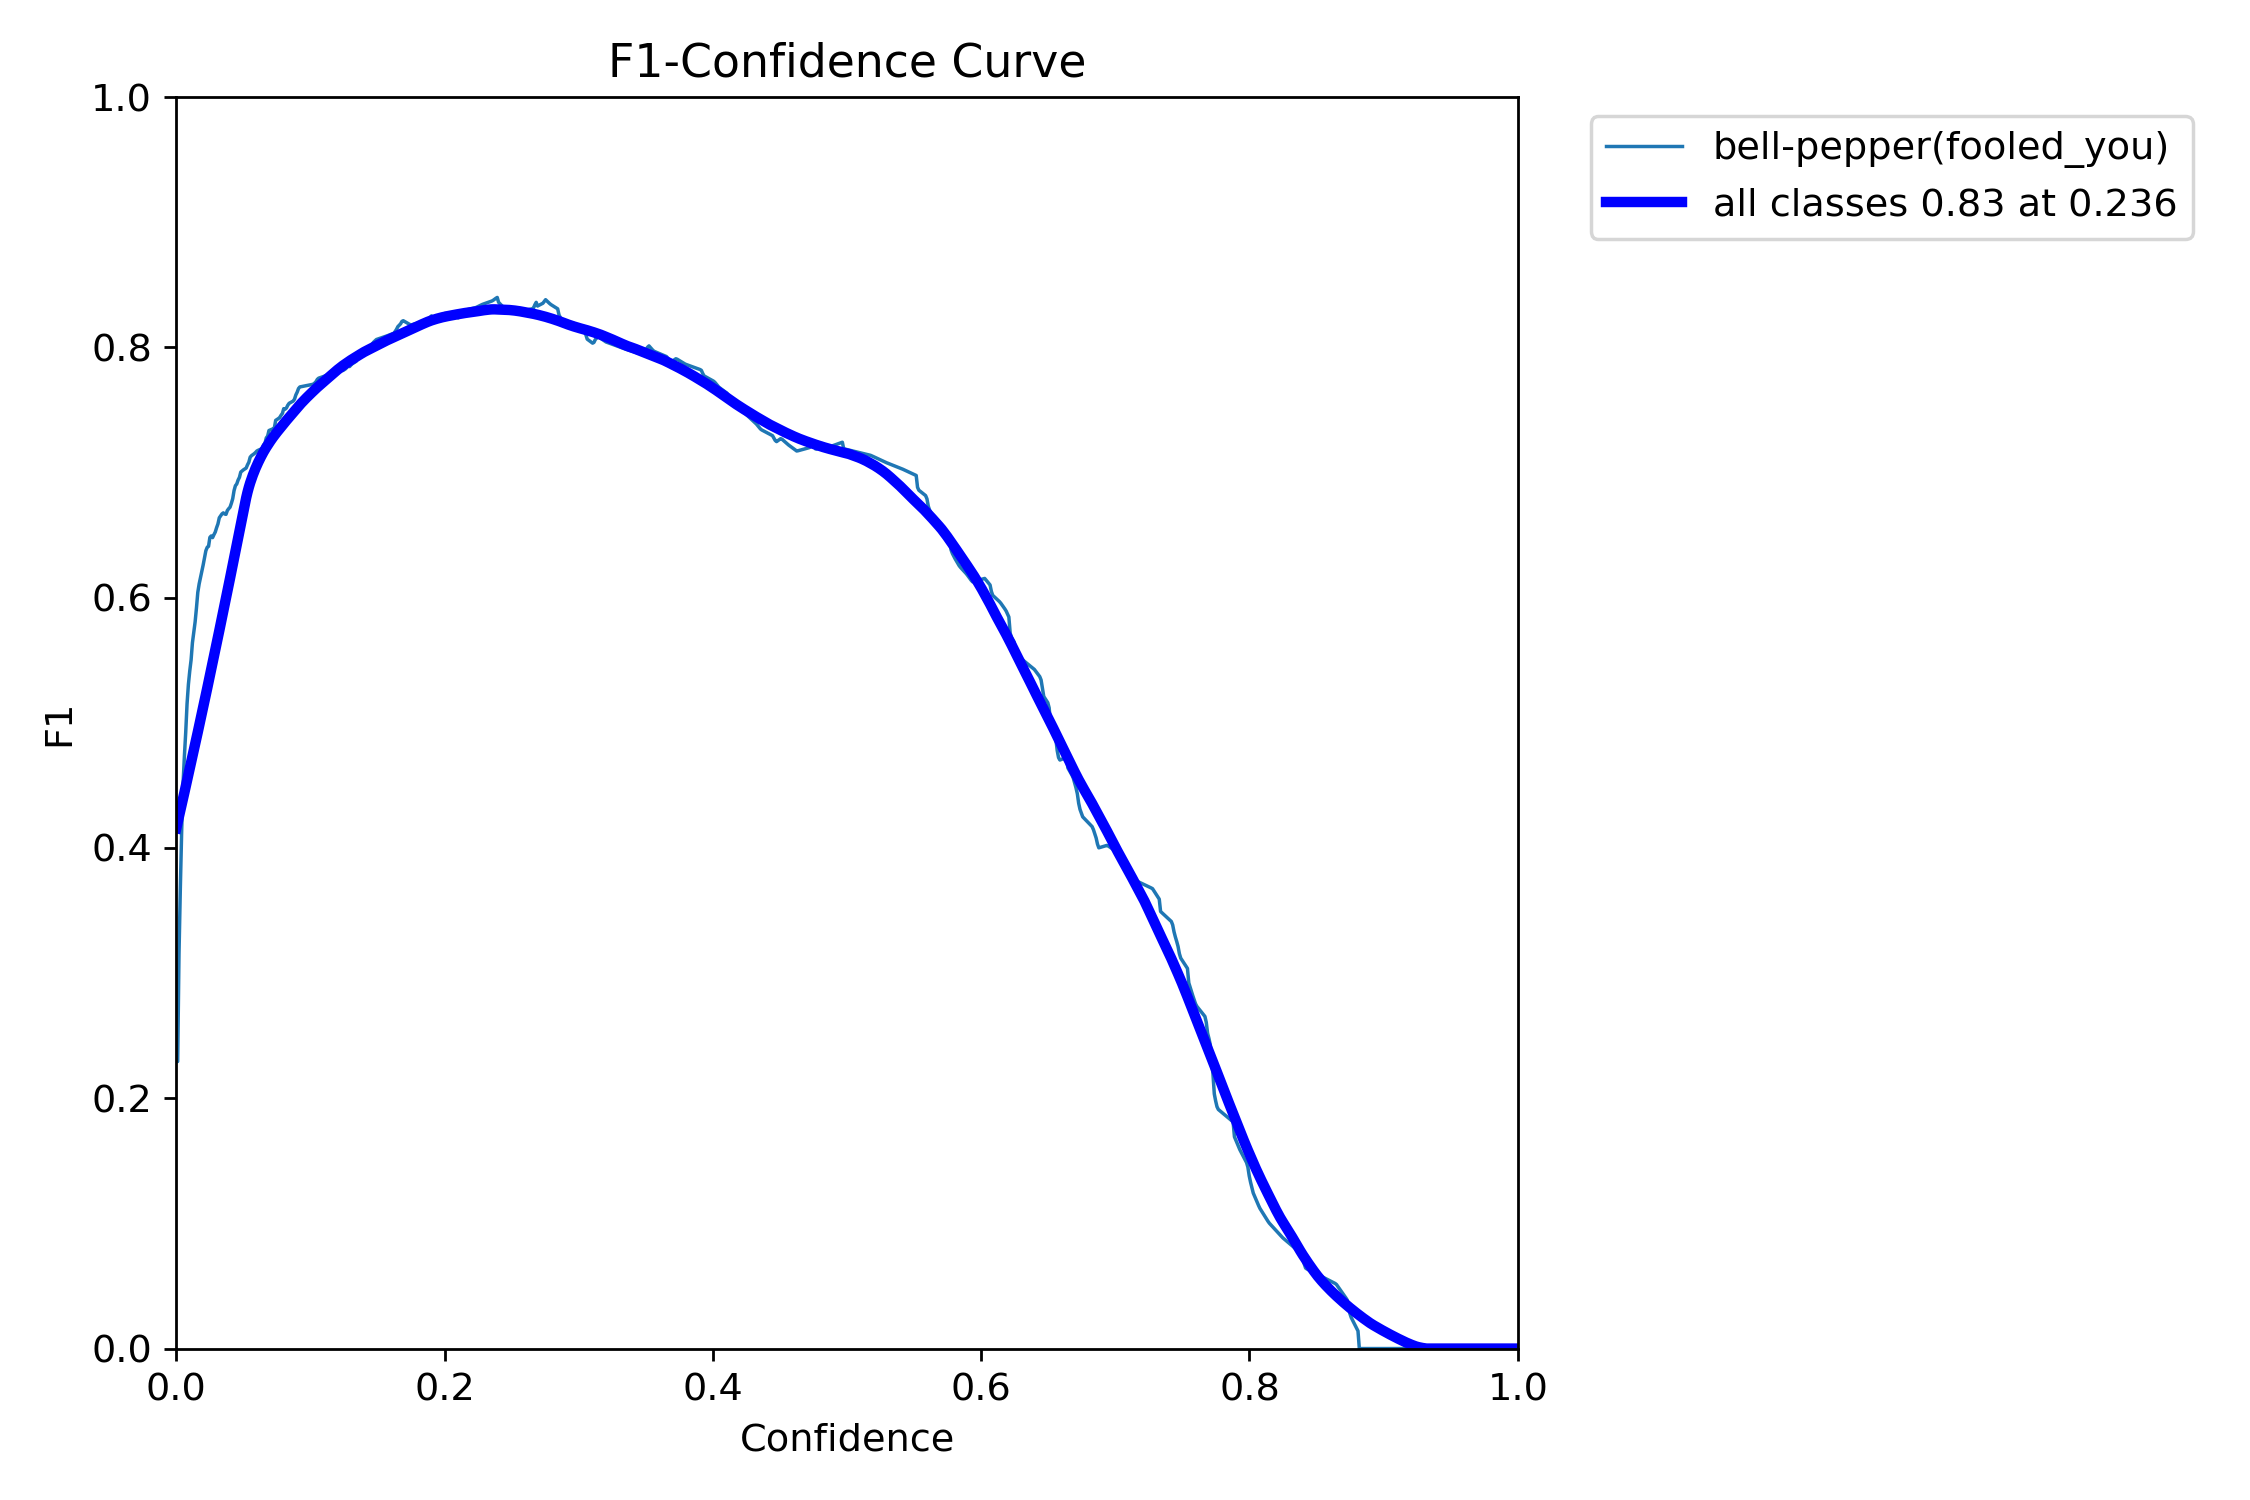 F1-Confidence Curve
1.0
0.8
0.6
0.4
0.2
0.0
F1
0.0 0.2 0.4 0.6 0.8 1.0
Confidence
bell-pepper(fooled_you)
all classes 0.83 at 0.236